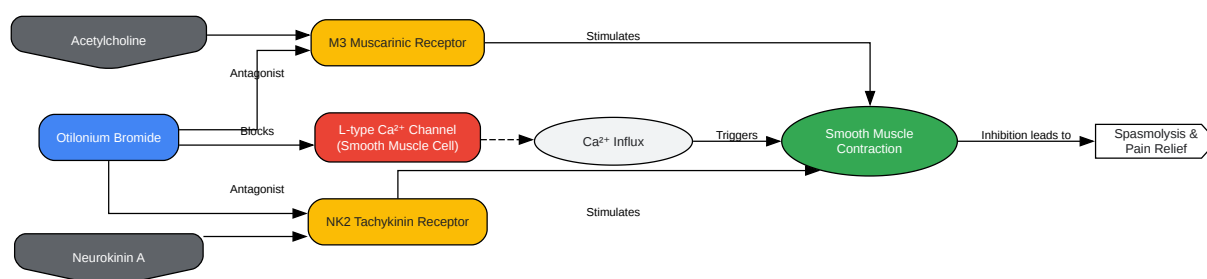 Acetylcholine
M3 Muscarinic Receptor
Stimulates
Antagonist
Otilonium Bromide
Blocks
L-type Ca²⁺ Channel
(Smooth Muscle Cell)
Ca²⁺ Influx
Triggers
Smooth Muscle
Contraction
Inhibition leads to
Spasmolysis &
Pain Relief
Antagonist
NK2 Tachykinin Receptor
Stimulates
Neurokinin A